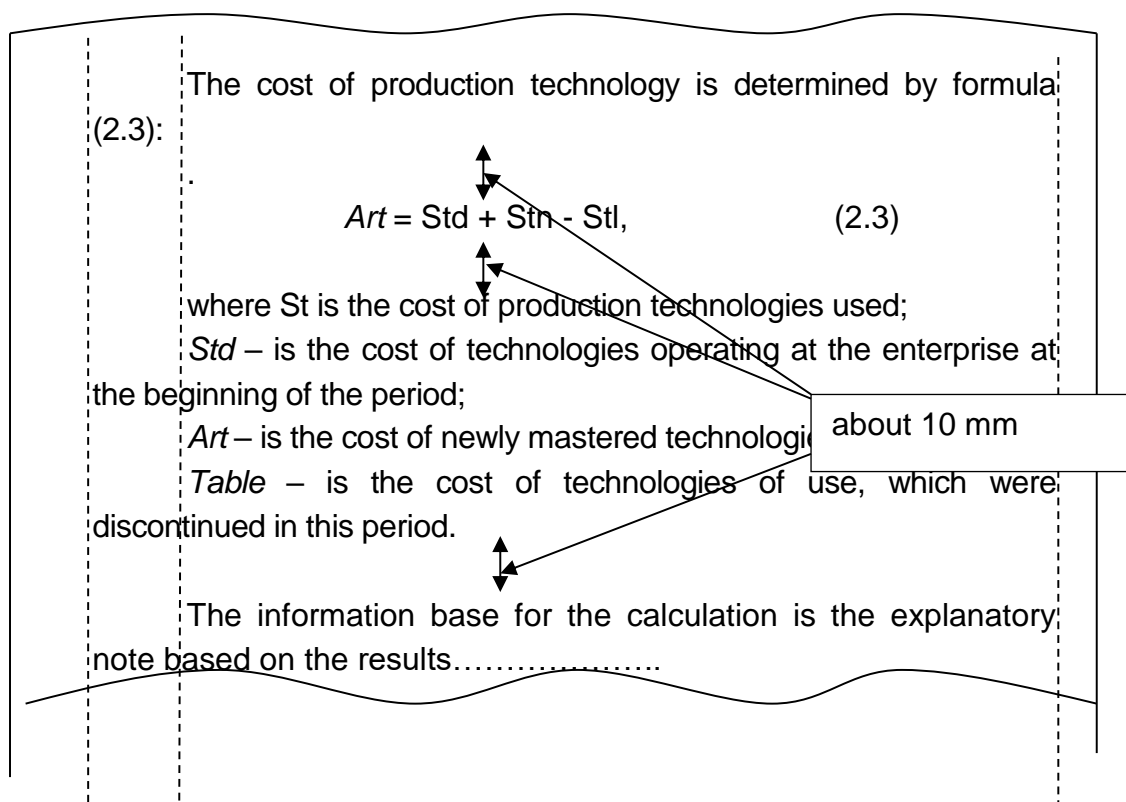 The cost of production technology is determined by formula
(2.3):
.
Art = Std + Stn - Stl, (2.3)
where St is the cost of production technologies used;
Std – is the cost of technologies operating at the enterprise at
the beginning of the period;
Art – is the cost of newly mastered
about 10 mm
Table – is the cost of technologies of use, which were
discontinued in this period.
The information base for the calculation is the explanatory
note based on the results………………..